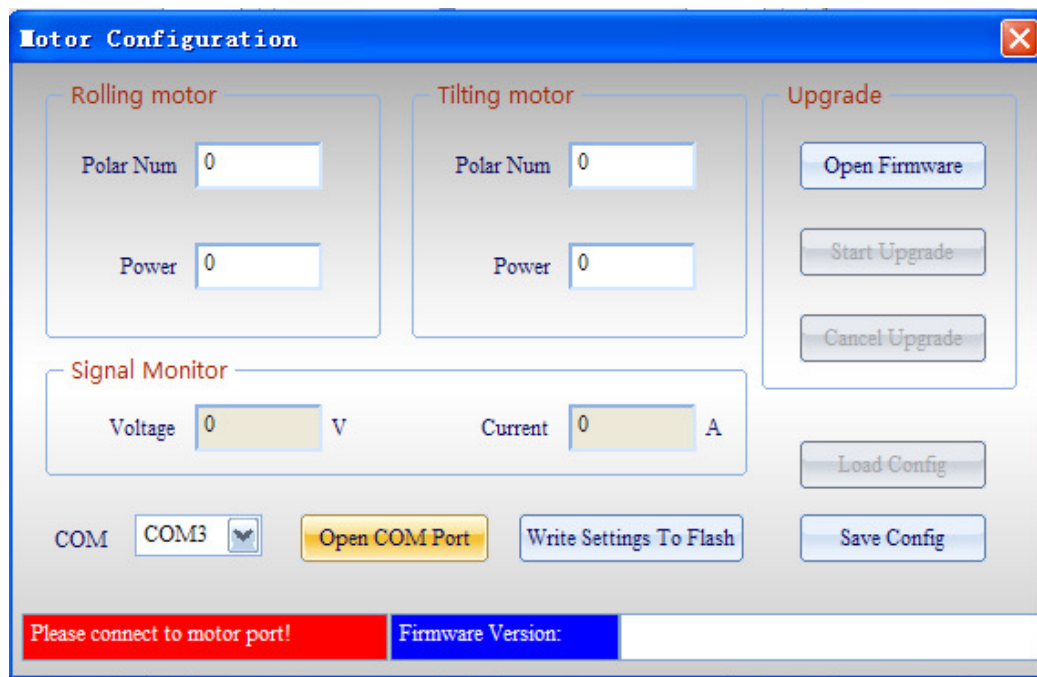 Motor Configuration
Rolling motor
Polar Num 0
Power 0
Tilting motor
Polar Num 0
Power 0
Upgrade
Open Firmware
Start Upgrade
Cancel Upgrade
Signal Monitor
Voltage 0 V
Current 0 A
Load Config
COM COM3 Open COM Port Write Settings To Flash Save Config
Please connect to motor port! Firmware Version: